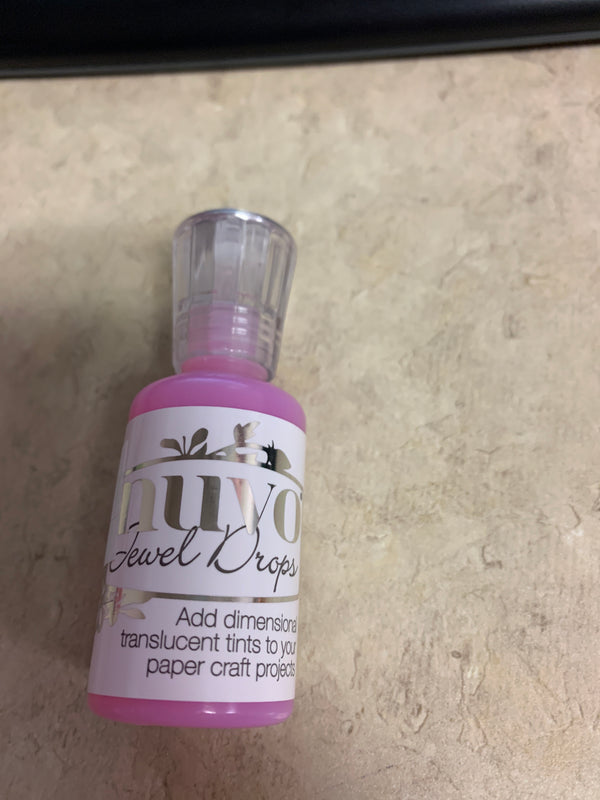 nuvo
Jewel Drops
Add dimensional
translucent tints to your
paper craft projects